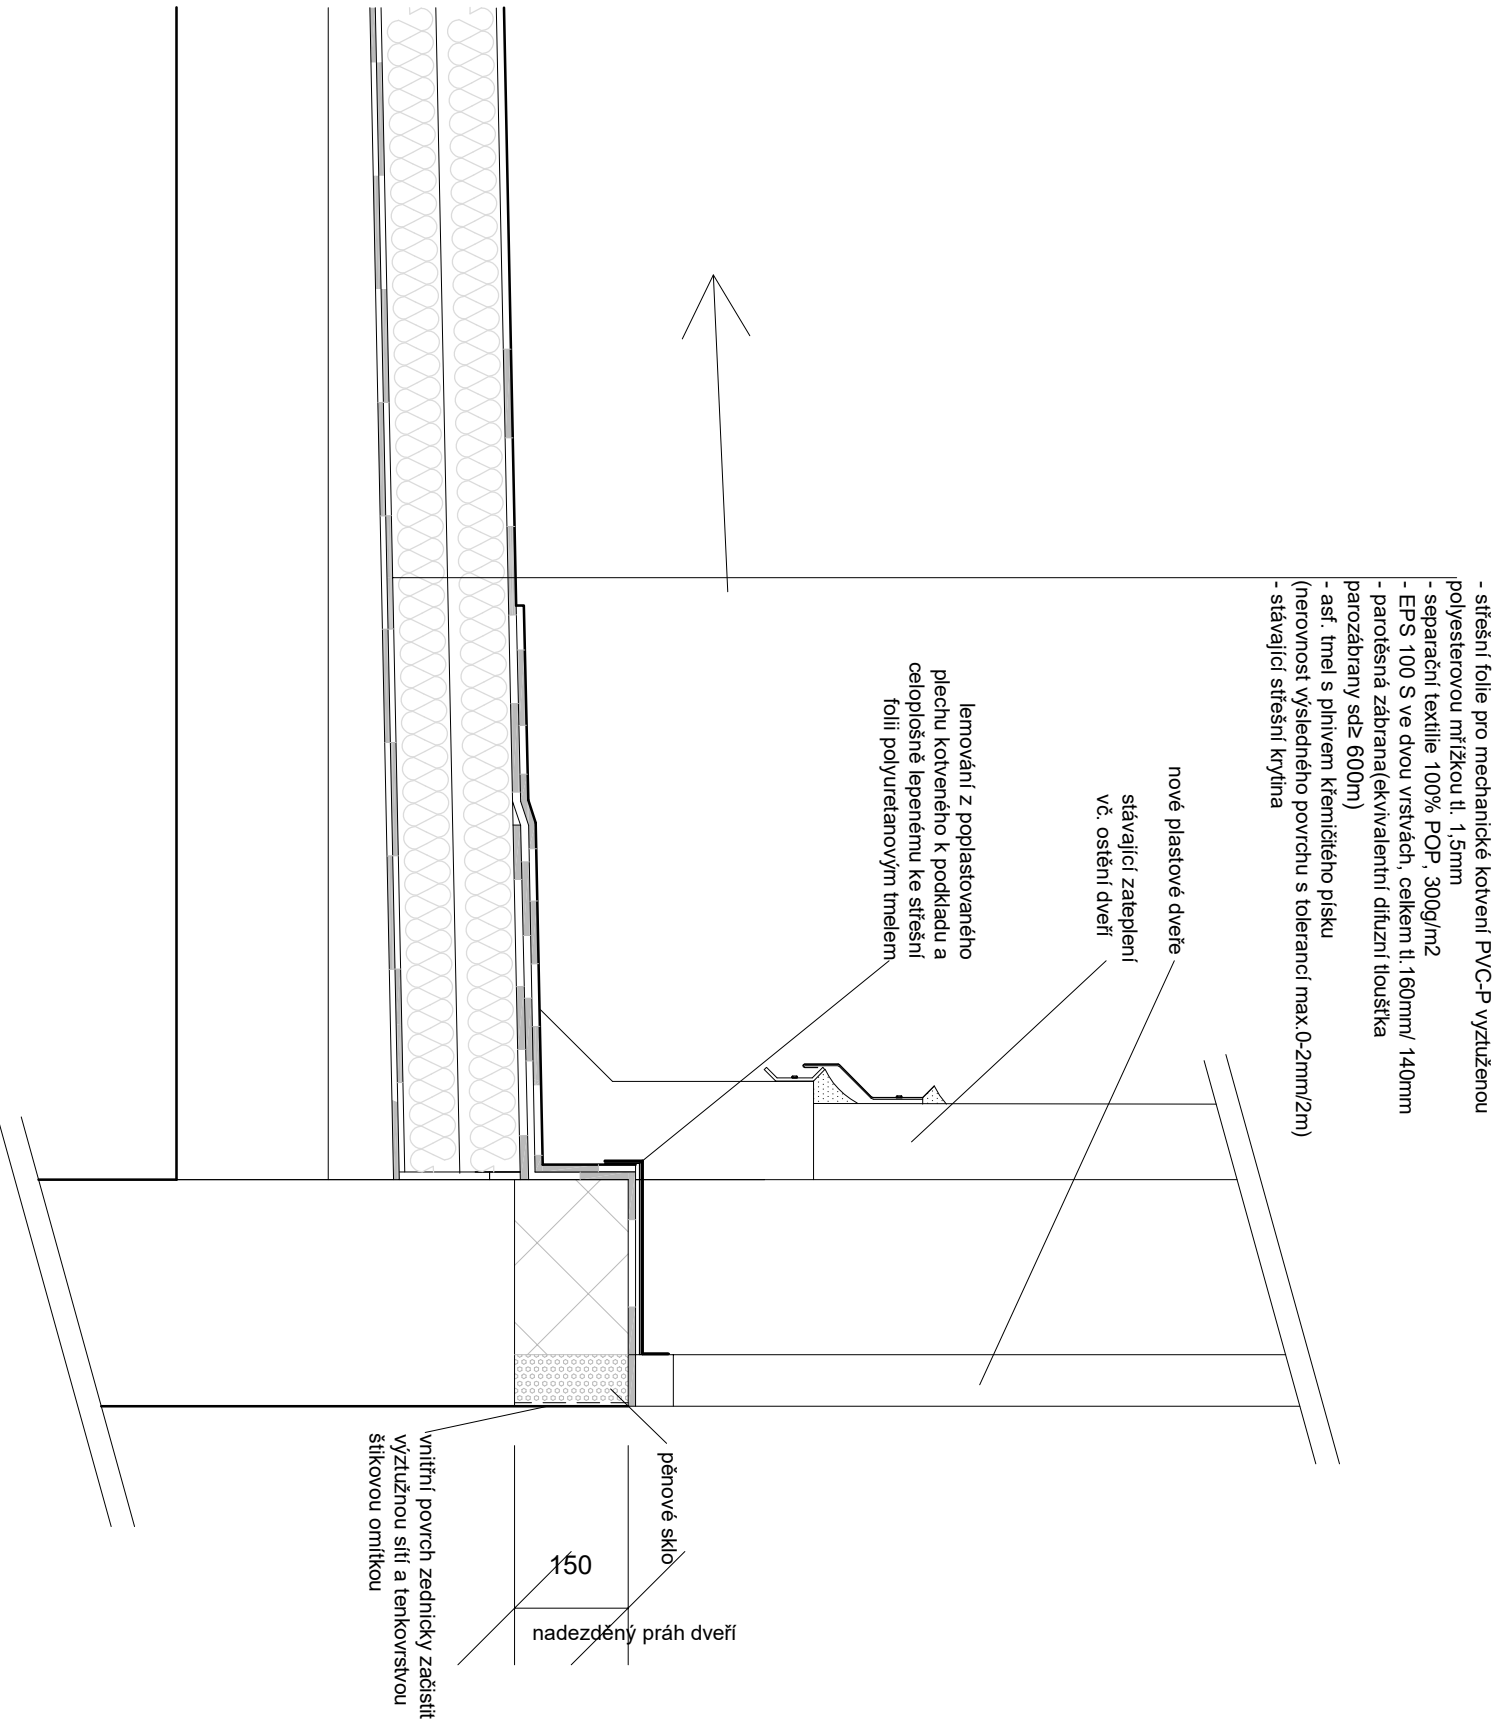 - střešní folie pro mechanické kotvení PVC-P vyztuženou
polyesterovou mřížkou tl. 1,5mm
- separační textilie 100% POP, 300g/m2
- EPS 100 S ve dvou vrstvách, celkem tl.160mm/ 140mm
- parotěsná zábrana(ekvivalentní difuzní tloušťka
parozábrany sd≥ 600m)
- asf. tmel s plnivem křemičitého písku
(nerovnost výsledného povrchu s tolerancí max.0-2mm/2m)
- stávající střešní krytina
nové plastové dveře
stávající zateplení
vč. ostění dveří
lemování z poplastovaného
plechu kotveného k podkladu a
celoplošně lepenému ke střešní
folii polyuretanovým tmelem
pěnové sklo
vnitřní povrch zednicky začistit
výztužnou sítí a tenkovrstvou
štikovou omítkou
150
nadezděný práh dveří